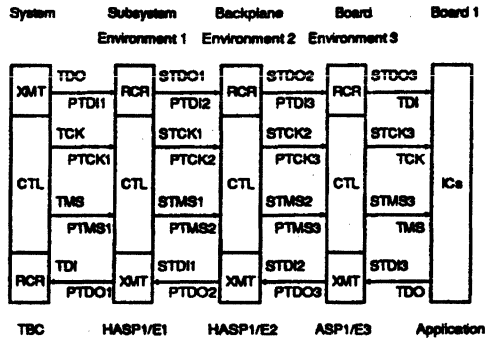 System Subsystem Backplane Board Board 1
Environment 1 Environment 2 Environment 3
TDO STDO1 STDO2 STDO3
XMT RCR RCR RCR
PTDI1 PTDI2 PTDI3 TDI
TCK STCK1 STCK2 STCK3
PTCK1 PTCK2 PTCK3 TCK
CTL CTL CTL CTL ICs
TMS STMS1 STMS2 STMS3
PTMS1 PTMS2 PTMS3 TMS
TDI STDI1 STDI2 STDI3
RCR XMT XMT XMT
PTDO1 PTDO2 PTDO3 TDO
TBC HASP1/E1 HASP1/E2 ASP1/E3 Application